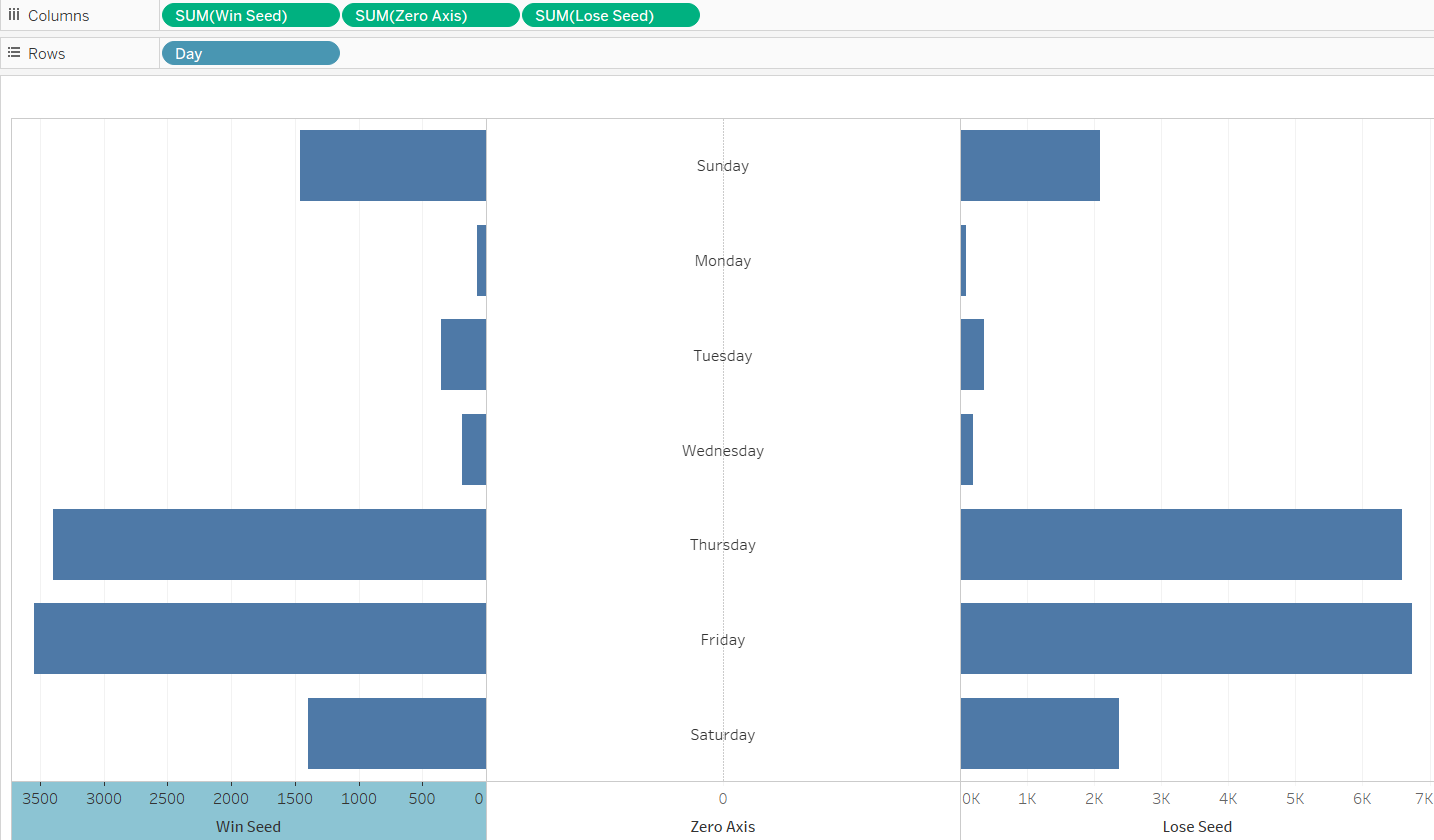 Columns SUM(Win Seed) SUM(Zero Axis) SUM(Lose Seed)
Rows Day
Sunday
Monday
Tuesday
Wednesday
Thursday
Friday
Saturday
3500 3000 2500 2000 1500 1000 500 0 0 0K 1K 2K 3K 4K 5K 6K 7K
Win Seed Zero Axis Lose Seed